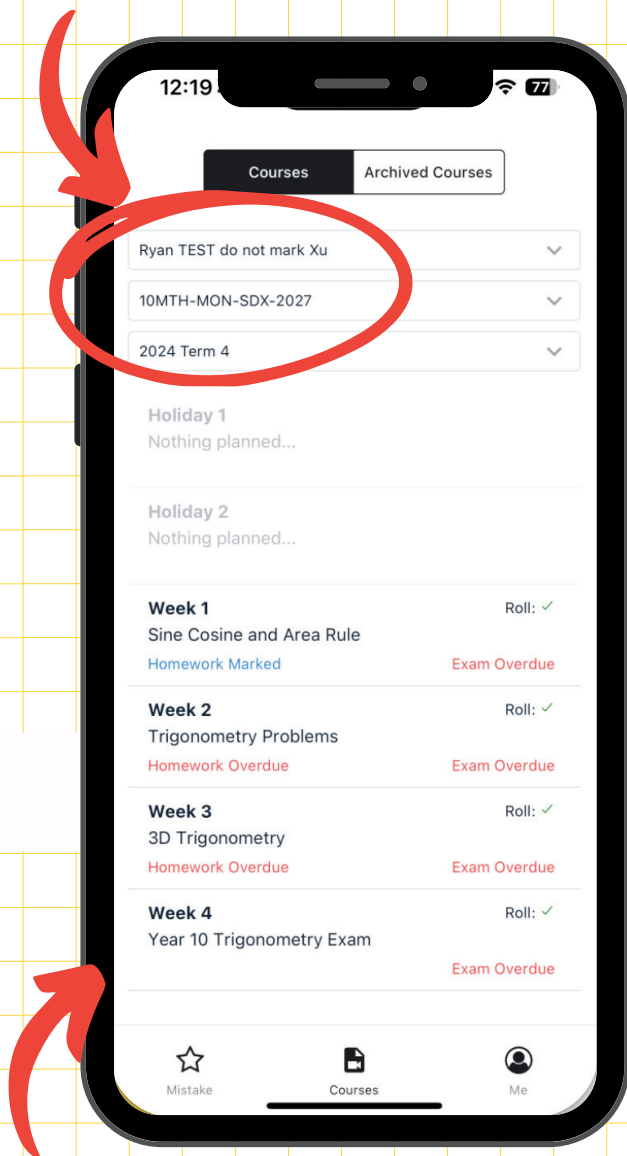 12:19
77
Courses Archived Courses
Ryan TEST do not mark Xu
10MTH-MON-SDX-2027
2024 Term 4
Holiday 1
Nothing planned...
Holiday 2
Nothing planned...
Week 1 Roll: ✓
Sine Cosine and Area Rule
Homework Marked Exam Overdue
Week 2 Roll: ✓
Trigonometry Problems
Homework Overdue Exam Overdue
Week 3 Roll: ✓
3D Trigonometry
Homework Overdue Exam Overdue
Week 4 Roll: ✓
Year 10 Trigonometry Exam
Exam Overdue
Mistake Courses Me